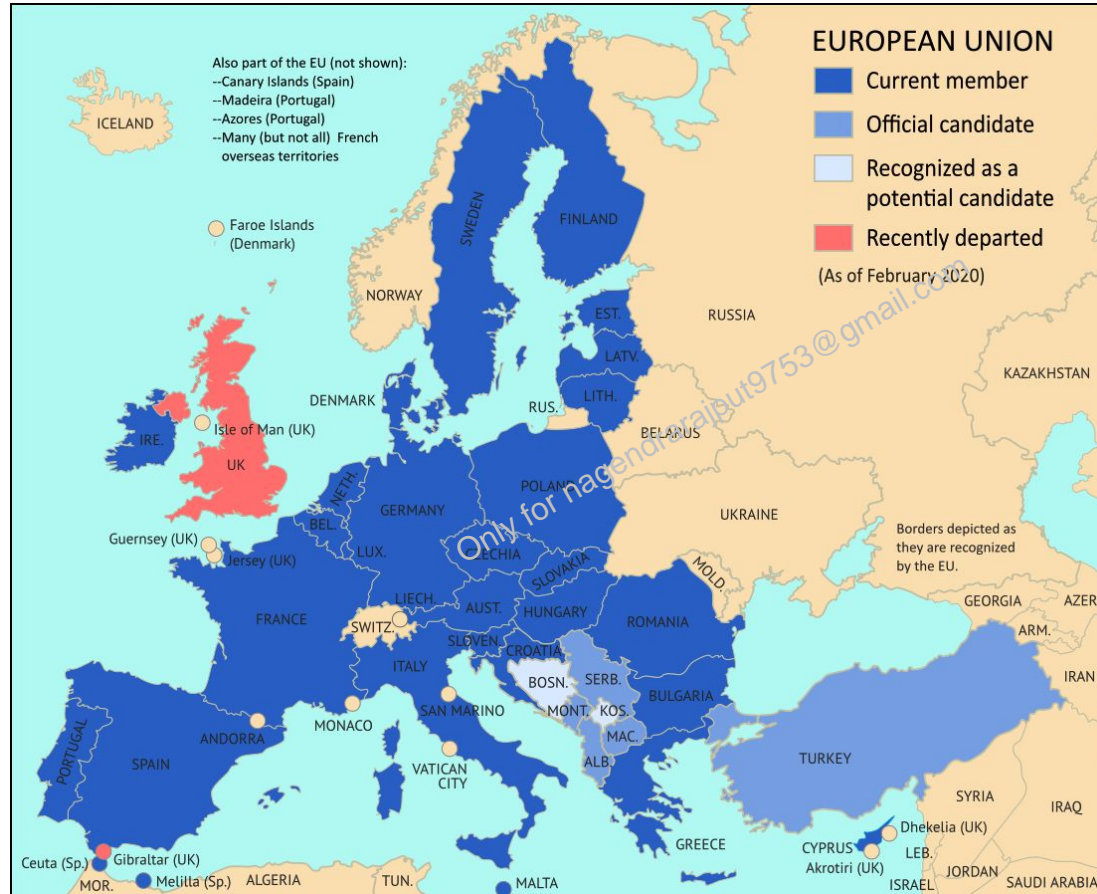 EUROPEAN UNION
Current member
Official candidate
Recognized as a
potential candidate
Recently departed
(As of February 2020)
Also part of the EU (not shown):
--Canary Islands (Spain)
--Madeira (Portugal)
--Azores (Portugal)
--Many (but not all) French
overseas territories
ICELAND
Faroe Islands
(Denmark)
SWEDEN
FINLAND
NORWAY
RUSSIA
EST.
LATV.
LITH.
RUS.
DENMARK
KAZAKHSTAN
BELARUS
IRE.
Isle of Man (UK)
UK
NETH.
BEL.
GERMANY
POLAND
UKRAINE
Guernsey (UK)
Jersey (UK)
LUX.
CZECHIA
SLOVAKIA
MOLD.
Borders depicted as
they are recognized
by the EU.
LIECH.
AUST.
HUNGARY
ROMANIA
GEORGIA
AZER
ARM.
FRANCE
SWITZ.
SLOVEN.
CROATIA
ITALY
BOSN.
SERB.
BULGARIA
IRAN
MONACO
SAN MARINO
MONT.
KOS.
MAC.
ALB.
ANDORRA
PORTUGAL
SPAIN
VATICAN
CITY
TURKEY
GREECE
SYRIA
IRAQ
CYPRUS
Dhekelia (UK)
Akrotiri (UK)
LEB.
Ceuta (Sp.)
Gibraltar (UK)
MOR.
Melilla (Sp.)
ALGERIA
TUN.
MALTA
ISRAEL
JORDAN
SAUDI ARABIA
Only for nagendrarajput9753@gmail.com